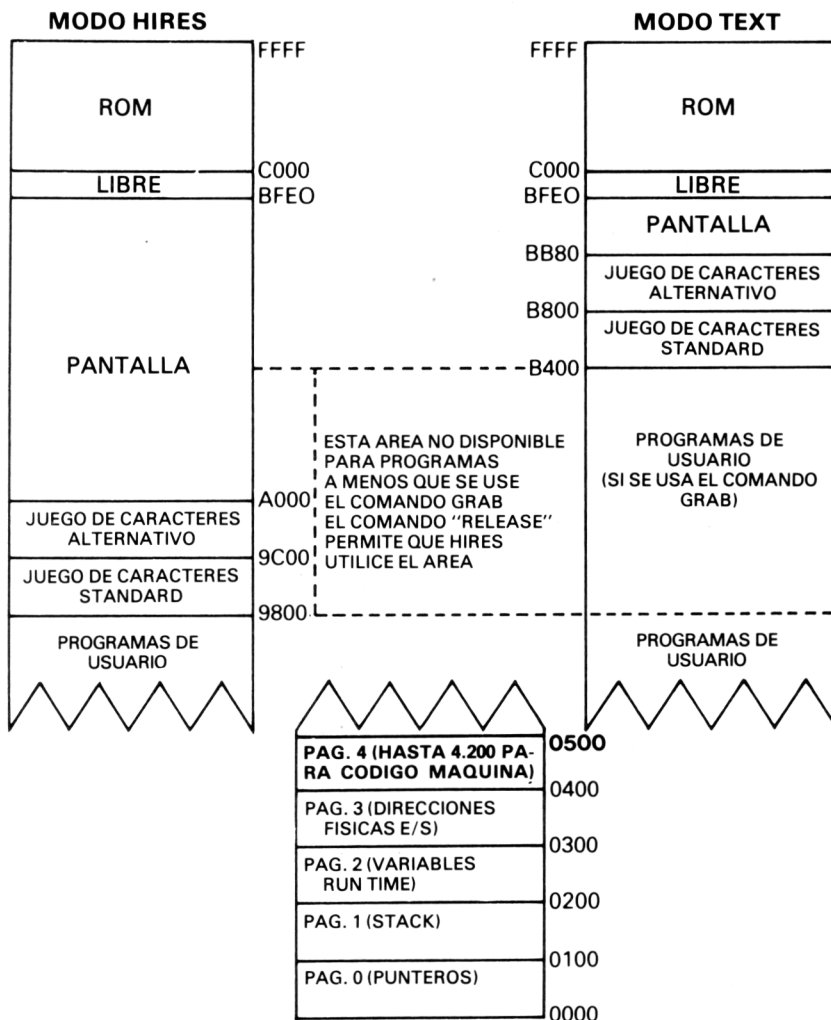 MODO HIRES
FFFF
ROM
C000
LIBRE
BFEO
PANTALLA
A000
JUEGO DE CARACTERES
ALTERNATIVO
9C00
JUEGO DE CARACTERES
STANDARD
9800
PROGRAMAS DE
USUARIO
ESTA AREA NO DISPONIBLE
PARA PROGRAMAS
A MENOS QUE SE USE
EL COMANDO GRAB
EL COMANDO "RELEASE"
PERMITE QUE HIRES
UTILICE EL AREA
MODO TEXT
FFFF
ROM
C000
LIBRE
BFEO
PANTALLA
BB80
JUEGO DE CARACTERES
ALTERNATIVO
B800
JUEGO DE CARACTERES
STANDARD
B400
PROGRAMAS DE
USUARIO
(SI SE USA EL COMANDO
GRAB)
PROGRAMAS DE
USUARIO
0500
PAG. 4 (HASTA 4.200 PA-
RA CODIGO MAQUINA)
0400
PAG. 3 (DIRECCIONES
FISICAS E/S)
0300
PAG. 2 (VARIABLES
RUN TIME)
0200
PAG. 1 (STACK)
0100
PAG. 0 (PUNTEROS)
0000